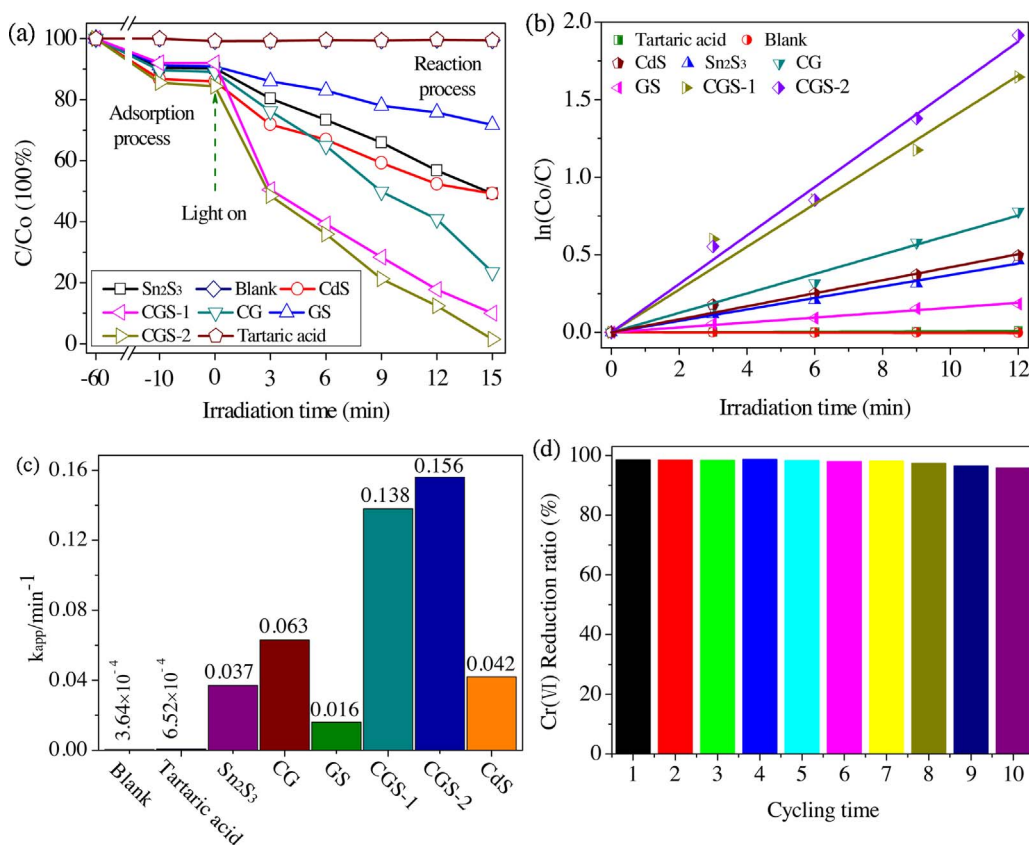 (a)
100
80
60
40
20
0
C/Co (100%)
Adsorption
process
Light on
Reaction
process
Sn₂S₃ Blank CdS
CGS-1 CG GS
CGS-2 Tartaric acid
-60 -10 0 3 6 9 12 15
Irradiation time (min)
(b)
2.0
1.5
1.0
0.5
0.0
ln(Co/C)
Tartaric acid Blank
CdS Sn₂S₃ CG
GS CGS-1 CGS-2
0 2 4 6 8 10 12
Irradiation time (min)
(c)
0.16
0.12
0.08
0.04
0.00
kapp/min⁻¹
3.64×10⁻⁴
6.52×10⁻⁴
0.037
0.063
0.016
0.138
0.156
0.042
Blank
Tartaric acid
Sn₂S₃
CG
GS
CGS-1
CGS-2
CdS
(d)
100
80
60
40
20
0
Cr(VI) Reduction ratio (%)
1 2 3 4 5 6 7 8 9 10
Cycling time